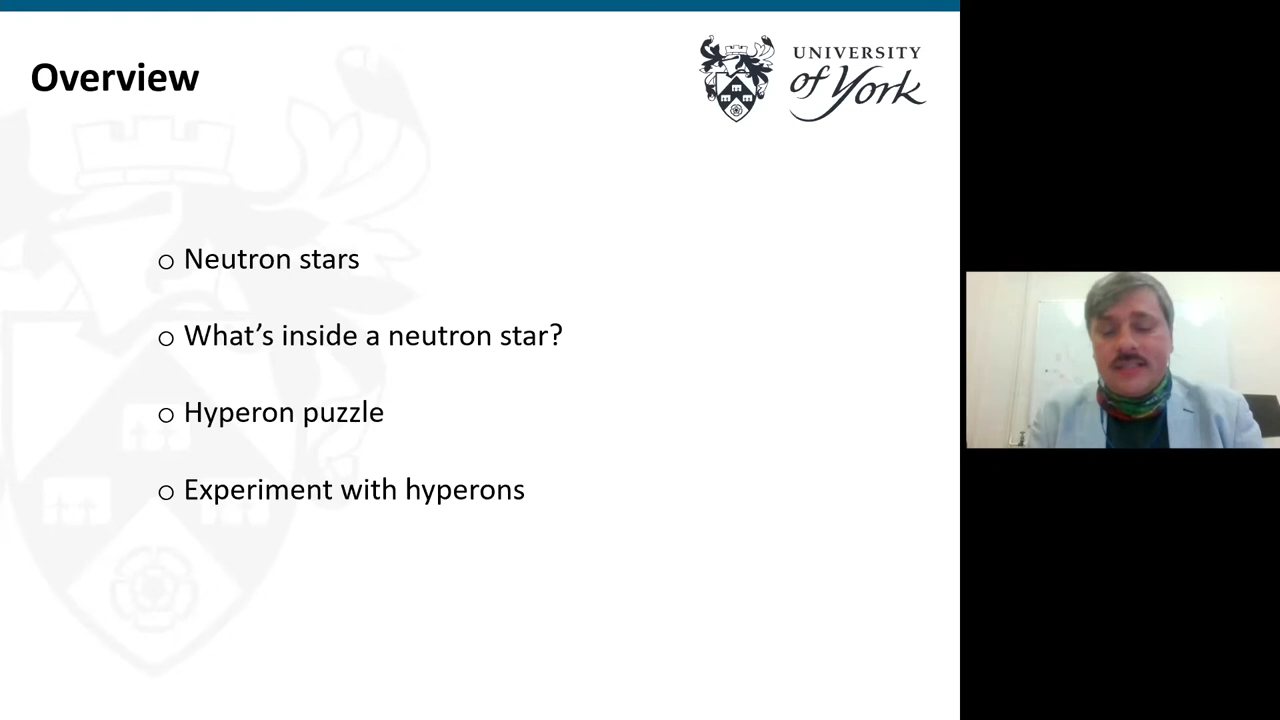 Overview
UNIVERSITY
of York
o Neutron stars
o What's inside a neutron star?
o Hyperon puzzle
o Experiment with hyperons